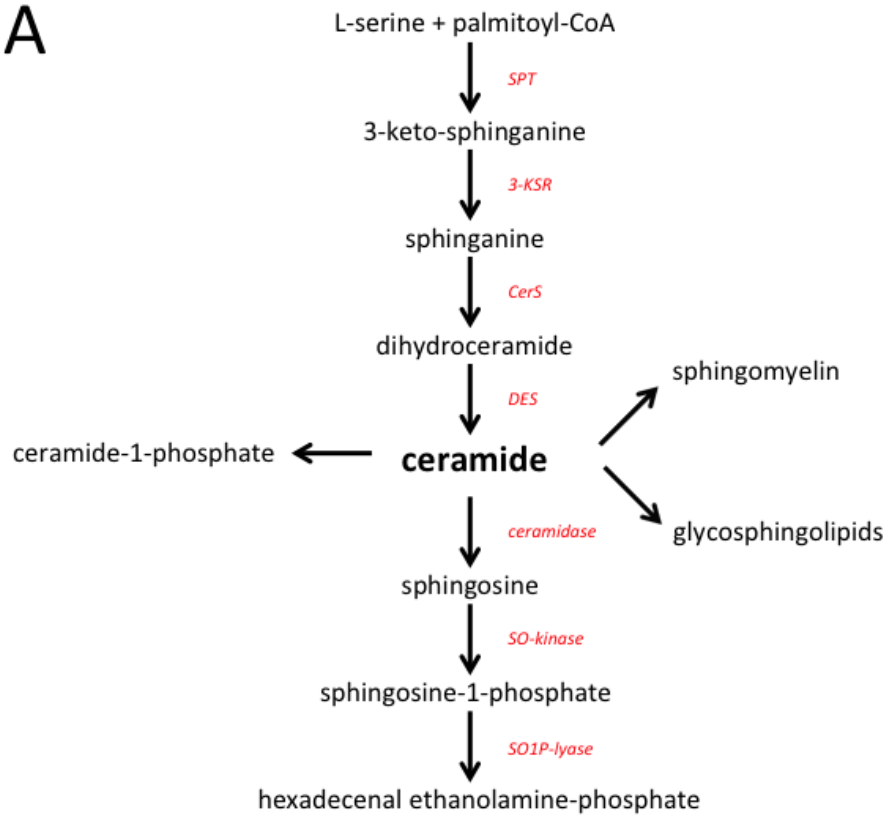 A
L-serine + palmitoyl-CoA
SPT
3-keto-sphinganine
3-KSR
sphinganine
CerS
dihydroceramide
sphingomyelin
DES
ceramide-1-phosphate
ceramide
ceramidase
glycosphingolipids
sphingosine
SO-kinase
sphingosine-1-phosphate
SO1P-lyase
hexadecenal ethanolamine-phosphate